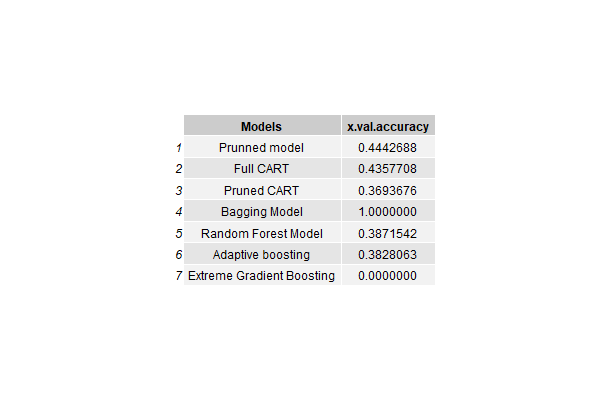 Models x.val.accuracy
1 Prunned model 0.4442688
2 Full CART 0.4357708
3 Pruned CART 0.3693676
4 Bagging Model 1.0000000
5 Random Forest Model 0.3871542
6 Adaptive boosting 0.3828063
7 Extreme Gradient Boosting 0.0000000